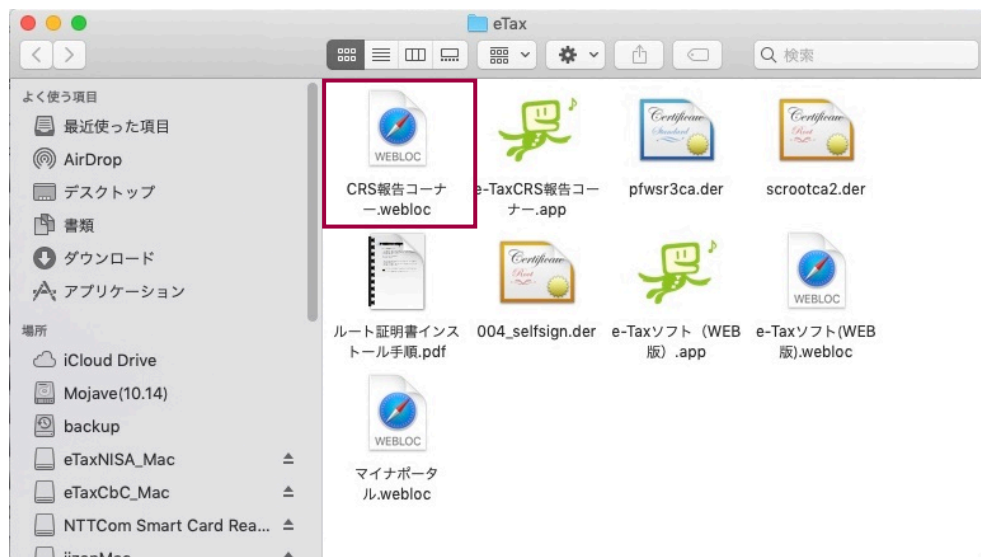 eTax
検索
よく使う項目
最近使った項目
AirDrop
デスクトップ
書類
ダウンロード
アプリケーション
場所
iCloud Drive
Mojave(10.14)
backup
eTaxNISA_Mac
eTaxCbC_Mac
NTTCom Smart Card Rea...
WEBLOC
CRS報告コーナ
ー.webloc
e-TaxCRS報告コー
ナー.app
Certificate
Standard
pfwsr3ca.der
Certificate
Root
scrootca2.der
ルート証明書インス
トール手順.pdf
Certificate
Root
004_selfsign.der
e-Taxソフト（WEB
版）.app
WEBLOC
e-Taxソフト(WEB
版).webloc
WEBLOC
マイナポータ
ル.webloc